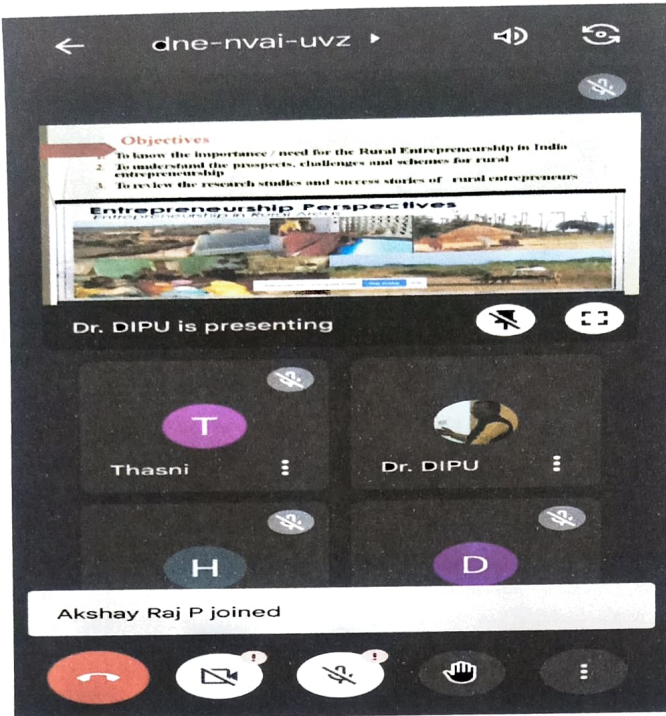 dne-nvai-uvz
Objectives
1. To know the importance / need for the Rural Entrepreneurship in India
2. To understand the prospects, challenges and schemes for rural
entrepreneurship
3. To review the research studies and success stories of rural entrepreneurs
Entrepreneurship Perspectives
Entrepreneurship in Rural Areas
Dr. DIPU is presenting
T
Thasni
Dr. DIPU
H
D
Akshay Raj P joined